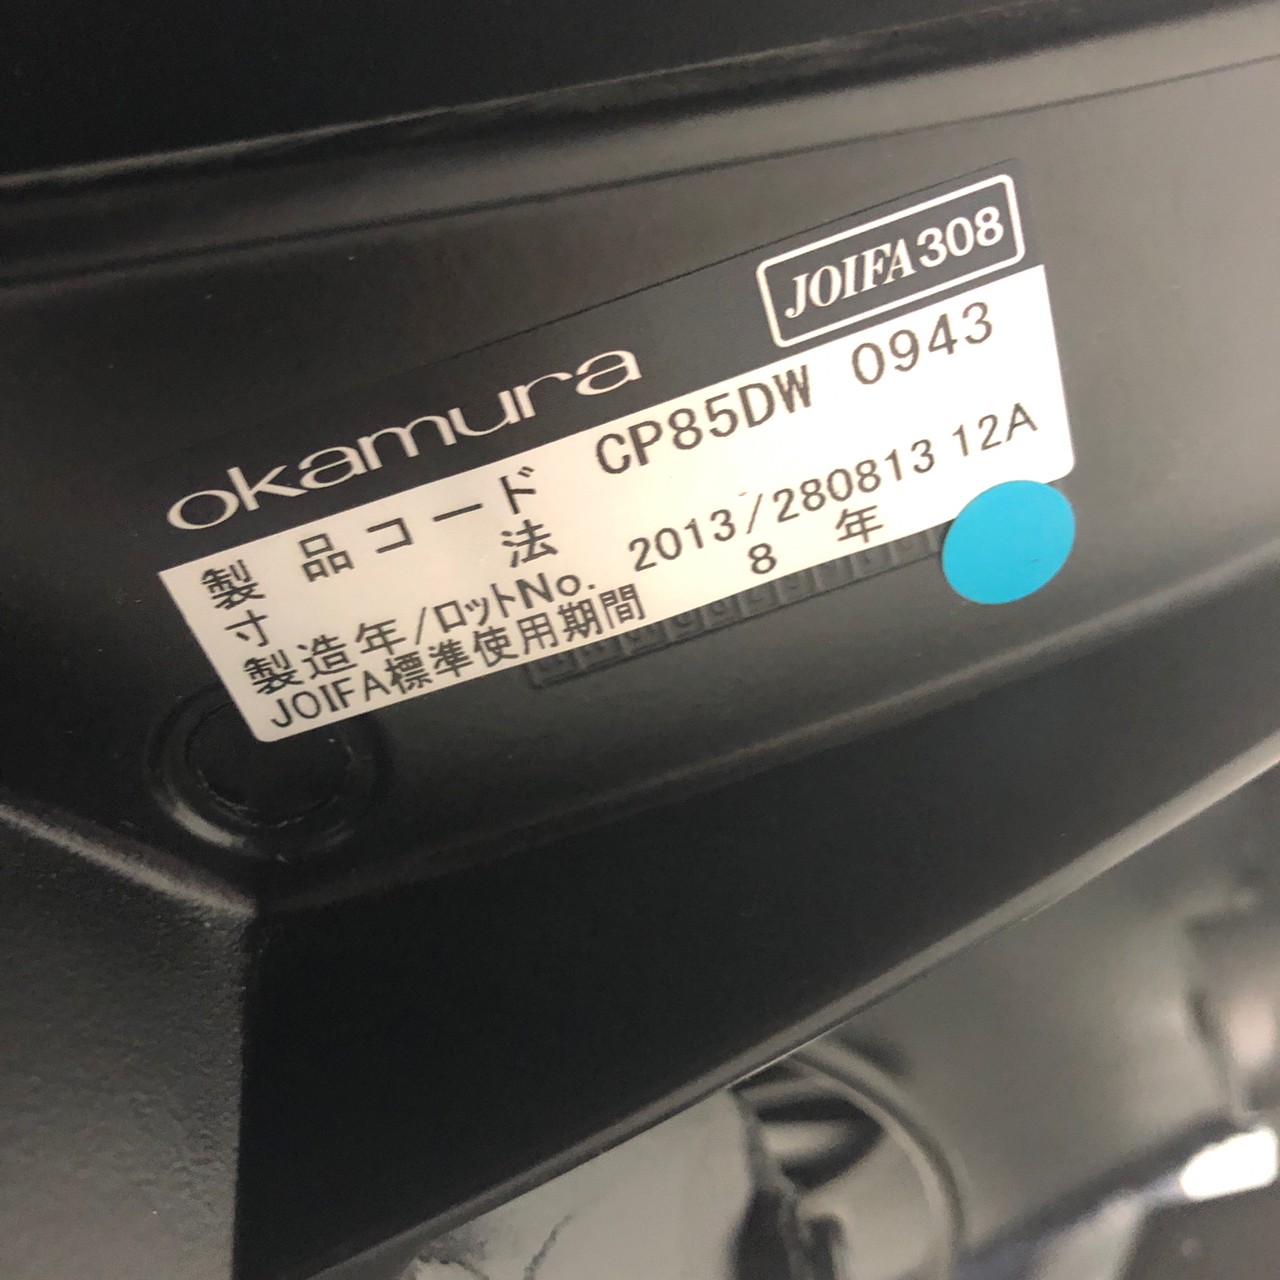 okamura JOIFA308
製品コード CP85DW 0943
寸法
製造年/ロットNo. 2013/280813 12A
JOIFA標準使用期間 8年